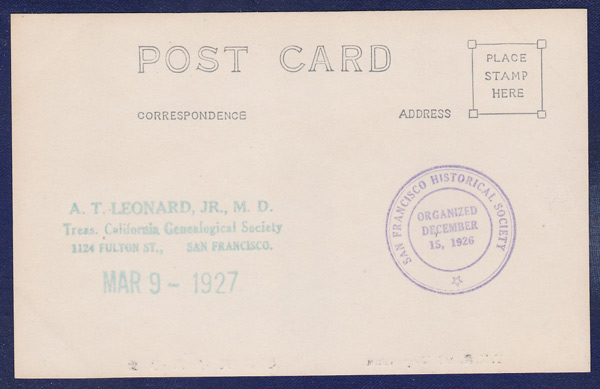 POST CARD
CORRESPONDENCE
ADDRESS
PLACE
STAMP
HERE
A. T. LEONARD, JR., M. D.
Treas. California Genealogical Society
1124 FULTON ST., SAN FRANCISCO.
MAR 9 - 1927
SAN FRANCISCO HISTORICAL SOCIETY
ORGANIZED
DECEMBER
15, 1926